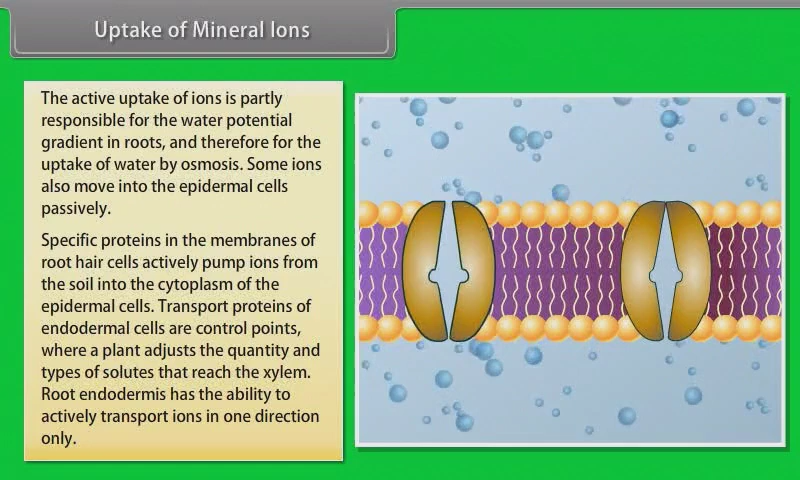 Uptake of Mineral Ions
The active uptake of ions is partly
responsible for the water potential
gradient in roots, and therefore for the
uptake of water by osmosis. Some ions
also move into the epidermal cells
passively.
Specific proteins in the membranes of
root hair cells actively pump ions from
the soil into the cytoplasm of the
epidermal cells. Transport proteins of
endodermal cells are control points,
where a plant adjusts the quantity and
types of solutes that reach the xylem.
Root endodermis has the ability to
actively transport ions in one direction
only.